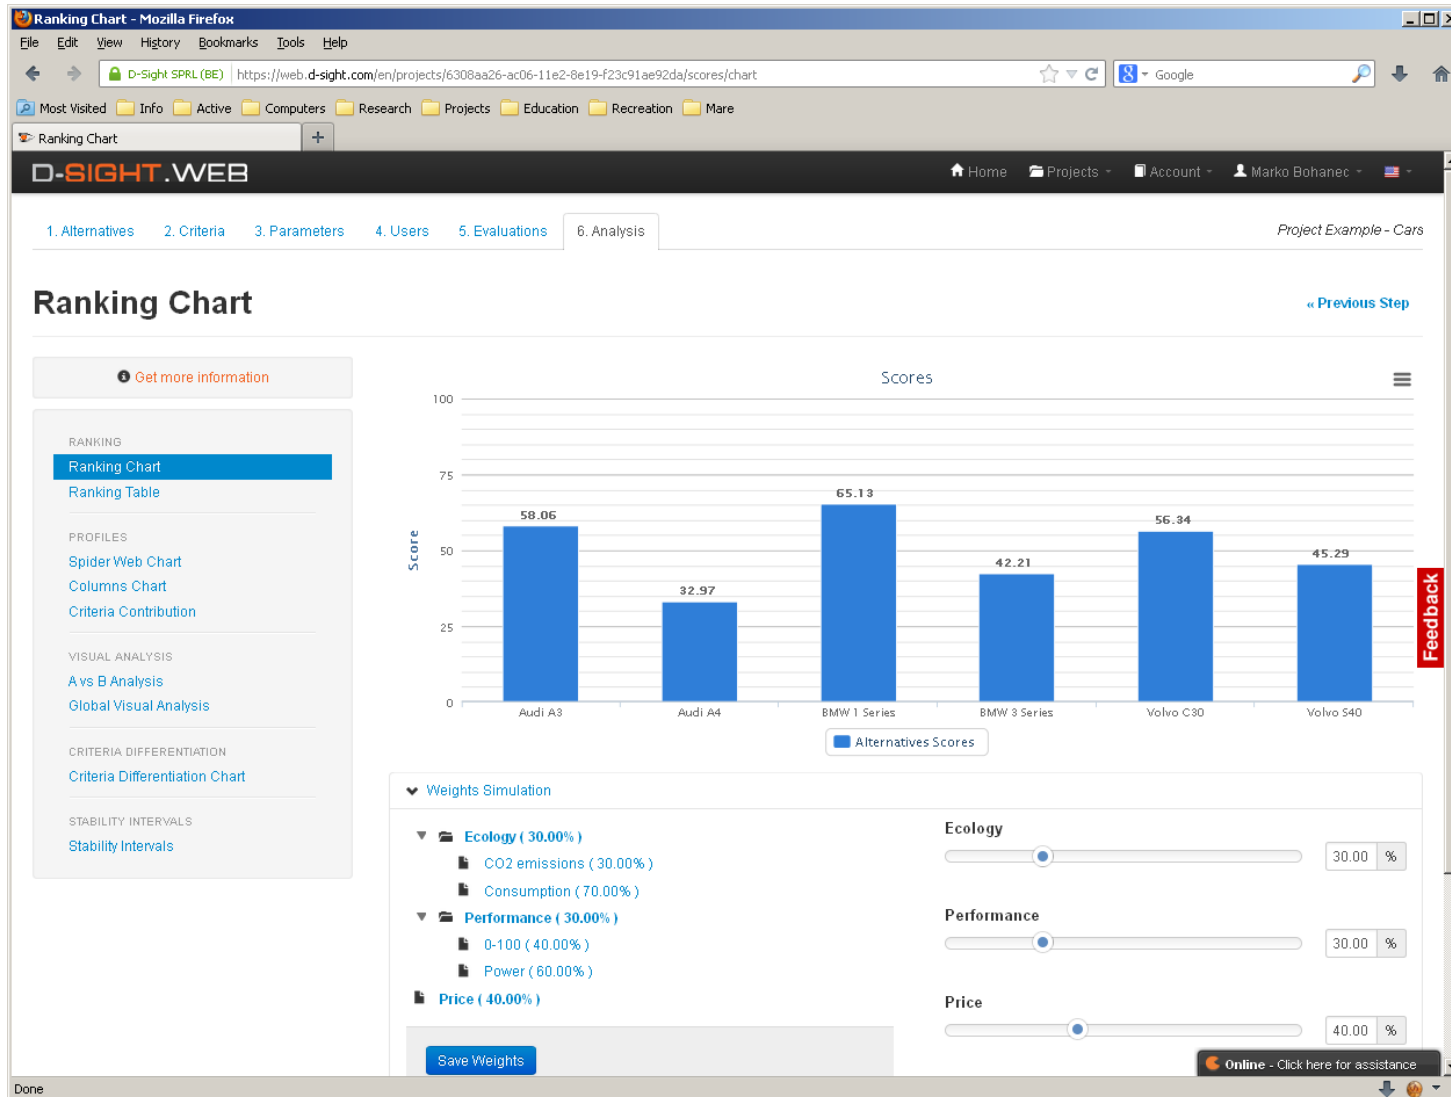 Ranking Chart - Mozilla Firefox
File Edit View History Bookmarks Tools Help
D-Sight SPRL (BE) https://web.d-sight.com/en/projects/6308aa26-ac06-11e2-8e19-f23c91ae92da/scores/chart Google
Most Visited Info Active Computers Research Projects Education Recreation Mare
Ranking Chart +
D-SIGHT.WEB Home Projects Account Marko Bohanec
1. Alternatives 2. Criteria 3. Parameters 4. Users 5. Evaluations 6. Analysis Project Example - Cars
Ranking Chart
« Previous Step
Get more information
RANKING
Ranking Chart
Ranking Table
PROFILES
Spider Web Chart
Columns Chart
Criteria Contribution
VISUAL ANALYSIS
A vs B Analysis
Global Visual Analysis
CRITERIA DIFFERENTIATION
Criteria Differentiation Chart
STABILITY INTERVALS
Stability Intervals
Scores
Score
100
75
50
25
0
58.06
32.97
65.13
42.21
56.34
45.29
Audi A3 Audi A4 BMW 1 Series BMW 3 Series Volvo C30 Volvo S40
Alternatives Scores
Feedback
Weights Simulation
Ecology ( 30.00% )
CO2 emissions ( 30.00% )
Consumption ( 70.00% )
Performance ( 30.00% )
0-100 ( 40.00% )
Power ( 60.00% )
Price ( 40.00% )
Save Weights
Ecology
30.00 %
Performance
30.00 %
Price
40.00 %
Online - Click here for assistance
Done